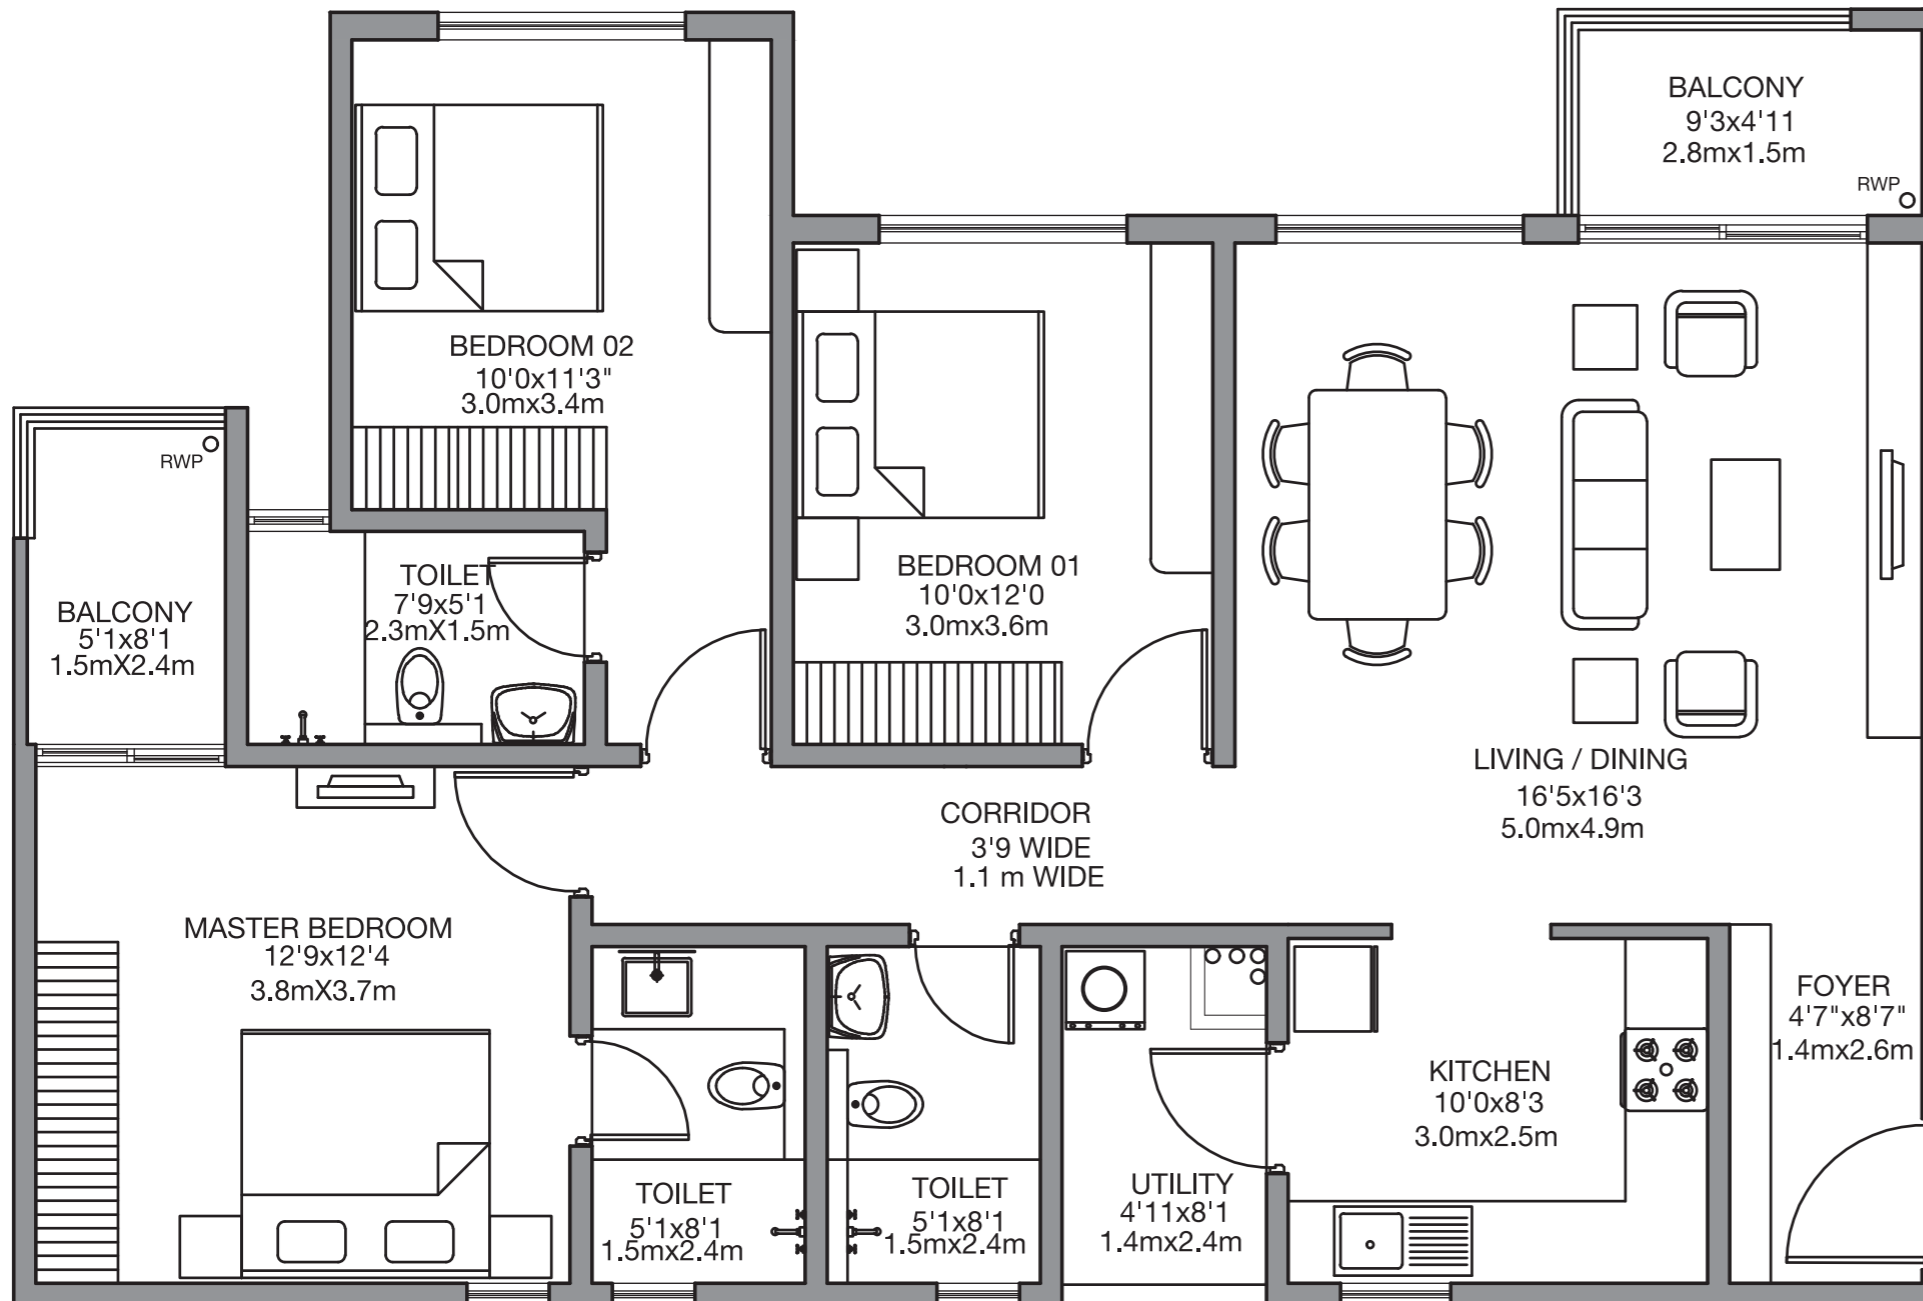 BALCONY
9'3x4'11
2.8mx1.5m
RWP
BEDROOM 02
10'0x11'3"
3.0mx3.4m
RWP
BALCONY
5'1x8'1
1.5mX2.4m
TOILET
7'9x5'1
2.3mX1.5m
BEDROOM 01
10'0x12'0
3.0mx3.6m
LIVING / DINING
16'5x16'3
5.0mx4.9m
CORRIDOR
3'9 WIDE
1.1 m WIDE
MASTER BEDROOM
12'9x12'4
3.8mX3.7m
FOYER
4'7"x8'7"
1.4mx2.6m
KITCHEN
10'0x8'3
3.0mx2.5m
TOILET
5'1x8'1
1.5mx2.4m
TOILET
5'1x8'1
1.5mx2.4m
UTILITY
4'11x8'1
1.4mx2.4m